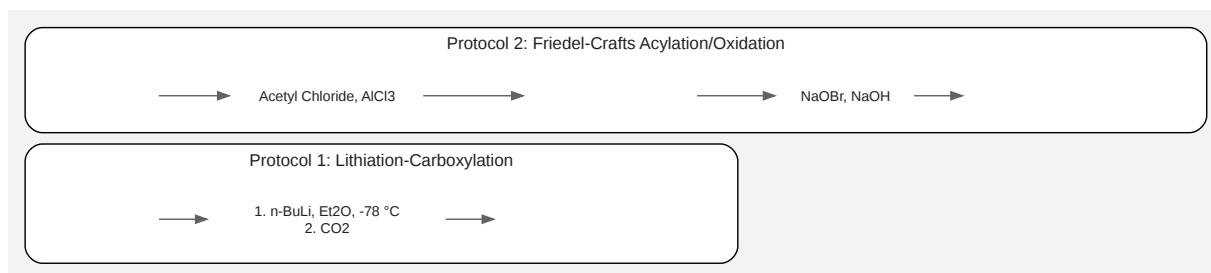 Protocol 2: Friedel-Crafts Acylation/Oxidation
Acetyl Chloride, AlCl3
NaOBr, NaOH
Protocol 1: Lithiation-Carboxylation
1. n-BuLi, Et2O, -78 °C
2. CO2